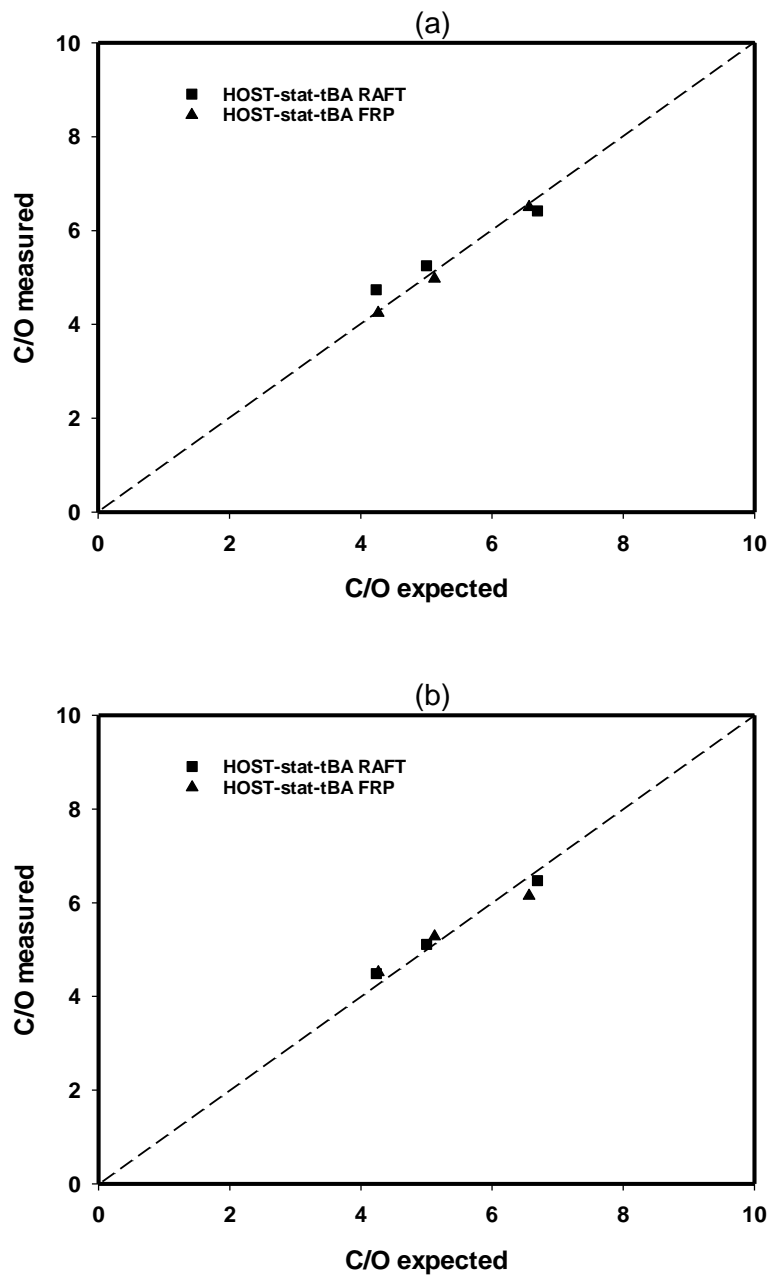 (a)
10
8
6
4
2
0
C/O measured
HOST-stat-tBA RAFT
HOST-stat-tBA FRP
0 2 4 6 8 10
C/O expected
(b)
10
8
6
4
2
0
C/O measured
HOST-stat-tBA RAFT
HOST-stat-tBA FRP
0 2 4 6 8 10
C/O expected